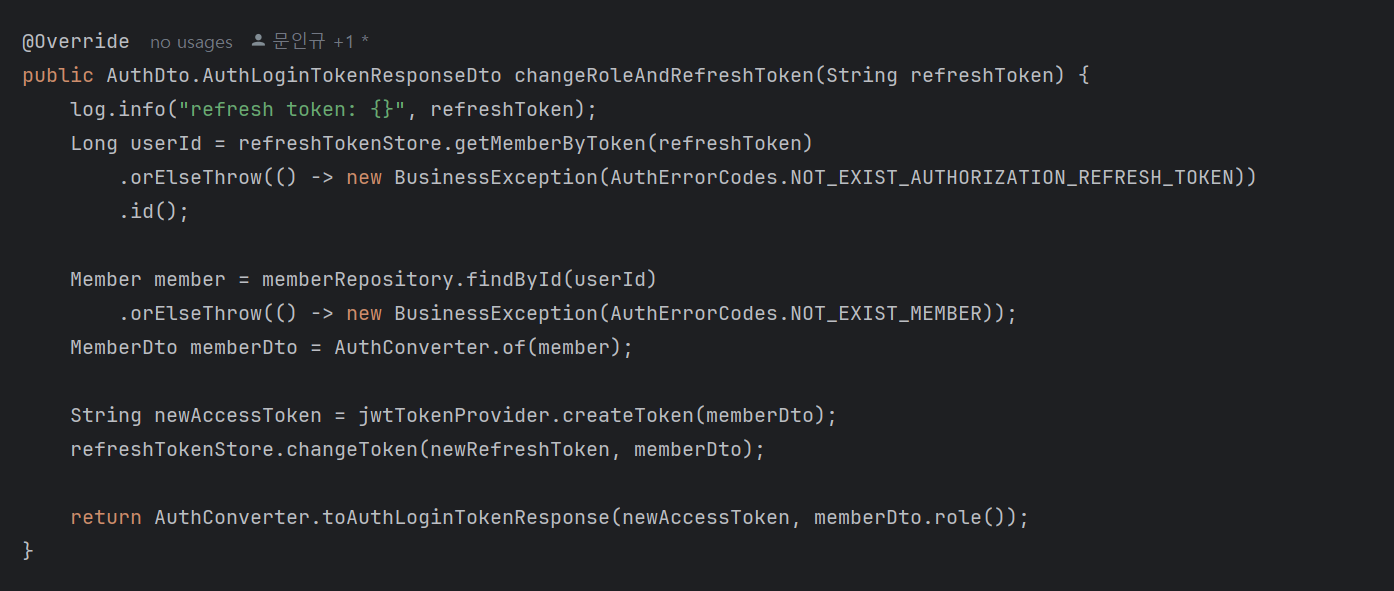 @Override no usages 문인규 +1 *
public AuthDto.AuthLoginTokenResponseDto changeRoleAndRefreshToken(String refreshToken) {
    log.info("refresh token: {}", refreshToken);
    Long userId = refreshTokenStore.getMemberByToken(refreshToken)
        .orElseThrow(() -> new BusinessException(AuthErrorCodes.NOT_EXIST_AUTHORIZATION_REFRESH_TOKEN))
        .id();
    Member member = memberRepository.findById(userId)
        .orElseThrow(() -> new BusinessException(AuthErrorCodes.NOT_EXIST_MEMBER));
    MemberDto memberDto = AuthConverter.of(member);
    String newAccessToken = jwtTokenProvider.createToken(memberDto);
    refreshTokenStore.changeToken(newRefreshToken, memberDto);
    return AuthConverter.toAuthLoginTokenResponse(newAccessToken, memberDto.role());
}